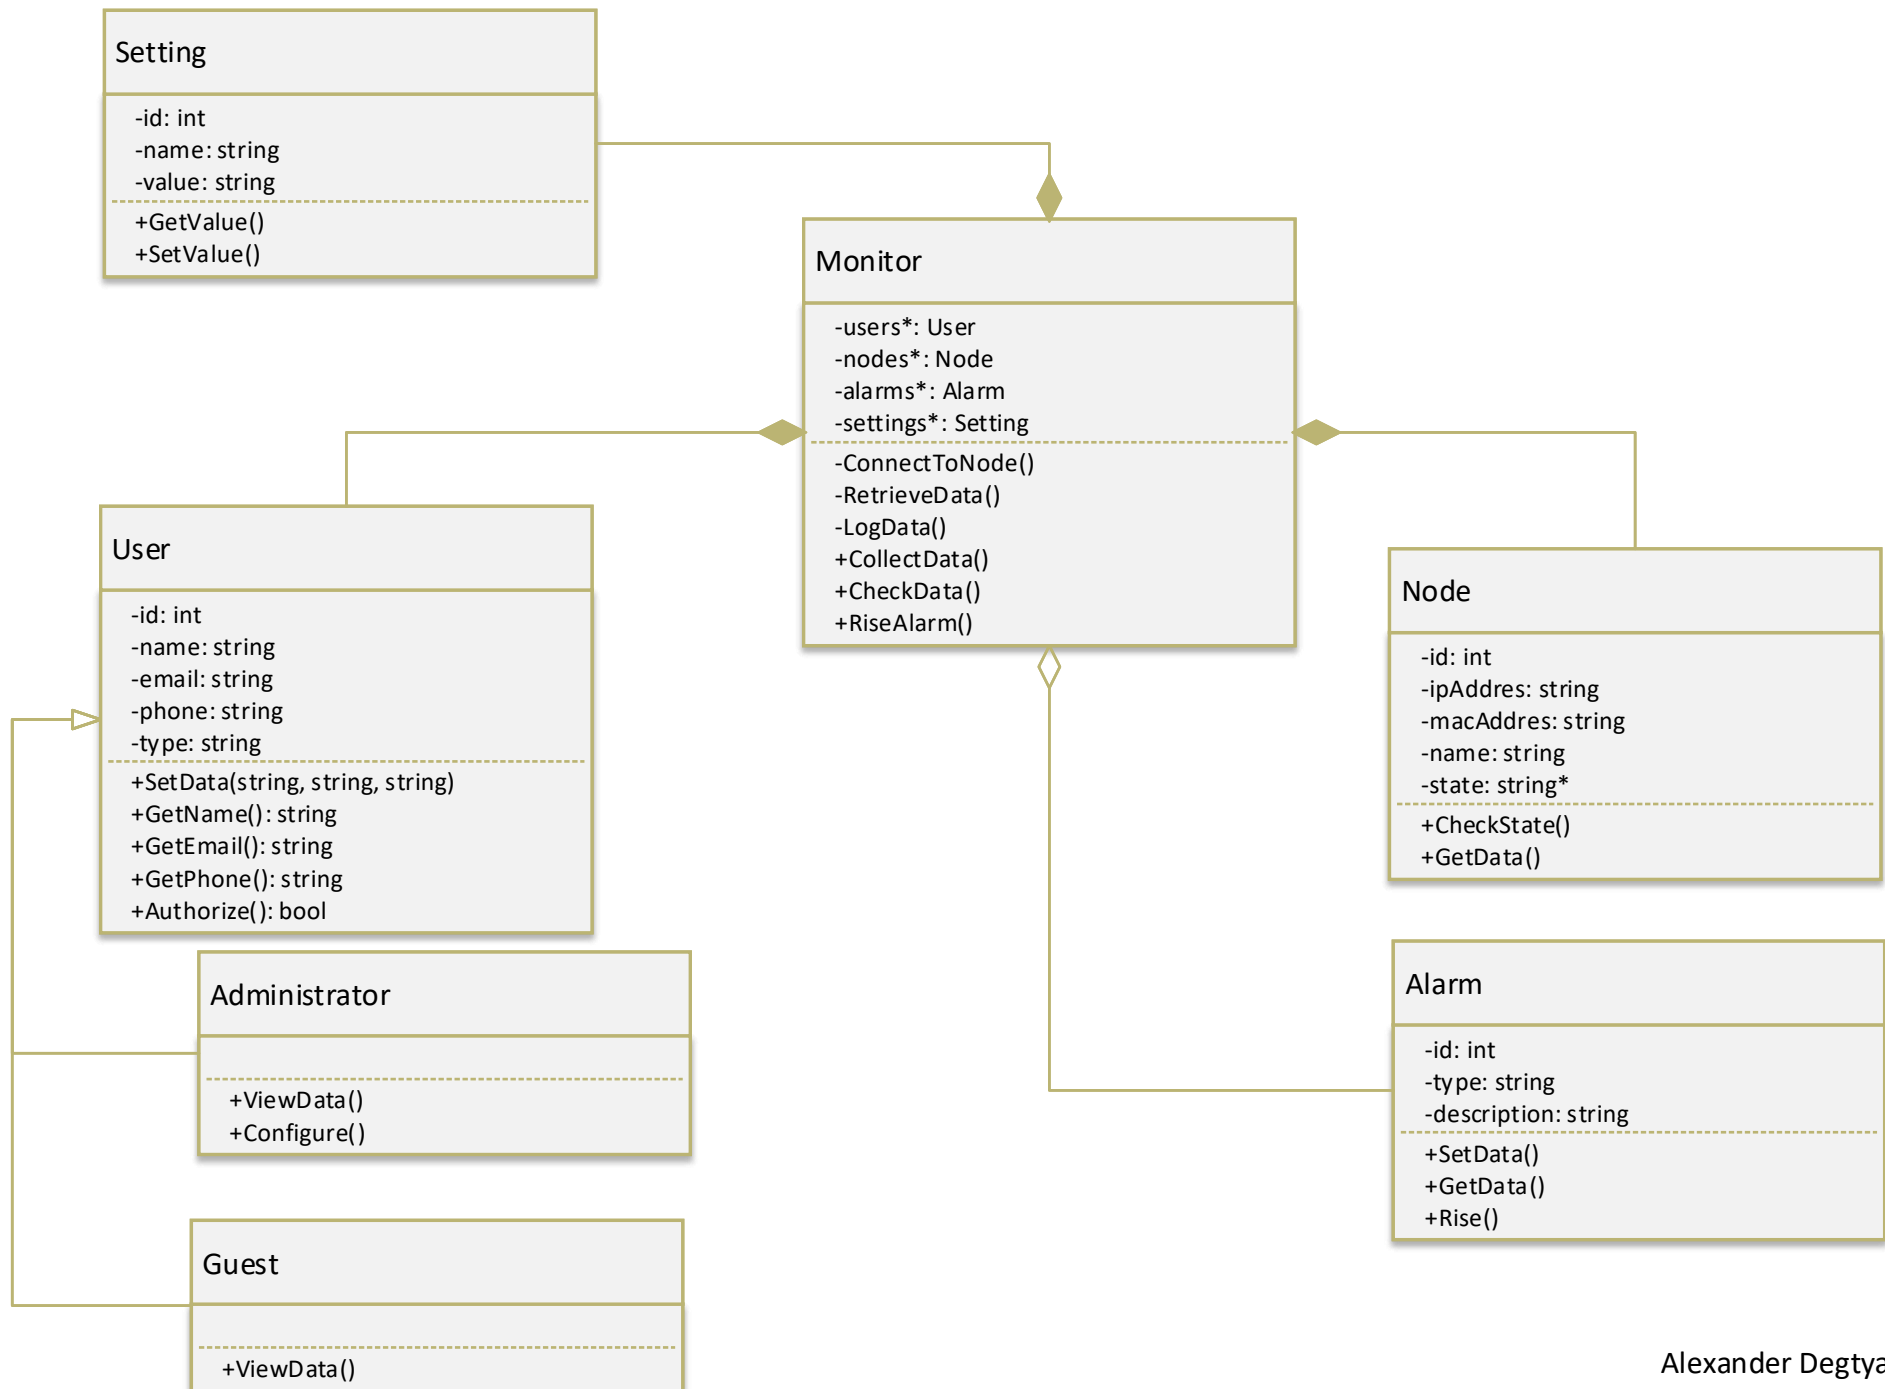 Setting
-id: int
-name: string
-value: string
+GetValue()
+SetValue()
Monitor
-users*: User
-nodes*: Node
-alarms*: Alarm
-settings*: Setting
-ConnectToNode()
-RetrieveData()
-LogData()
+CollectData()
+CheckData()
+RiseAlarm()
User
-id: int
-name: string
-email: string
-phone: string
-type: string
+SetData(string, string, string)
+GetName(): string
+GetEmail(): string
+GetPhone(): string
+Authorize(): bool
Node
-id: int
-ipAddres: string
-macAddres: string
-name: string
-state: string*
+CheckState()
+GetData()
Administrator
+ViewData()
+Configure()
Alarm
-id: int
-type: string
-description: string
+SetData()
+GetData()
+Rise()
Guest
+ViewData()
Alexander Degtya